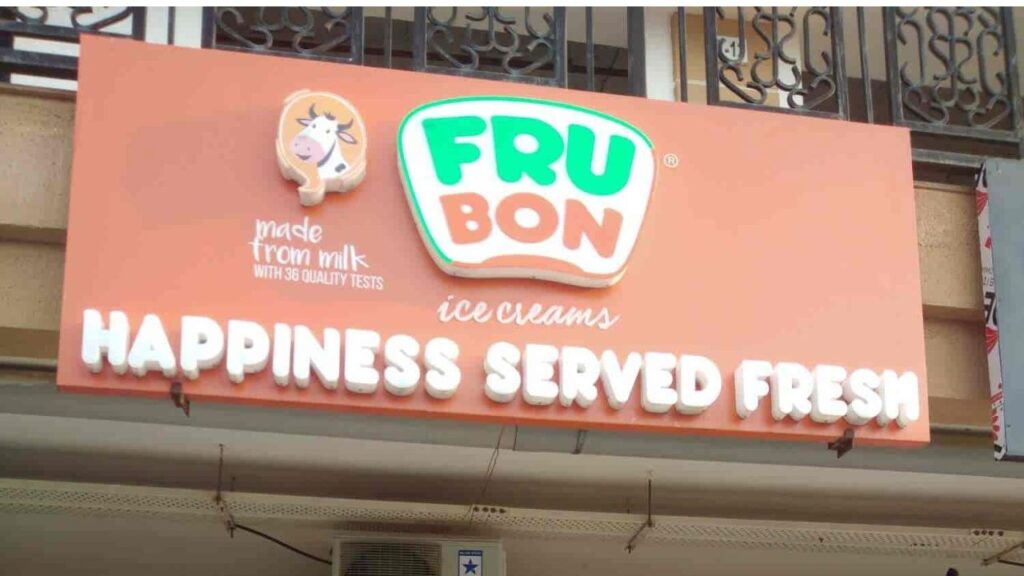 FRU
BON
®
made
from milk
WITH 36 QUALITY TESTS
ice creams
HAPPINESS SERVED FRESH